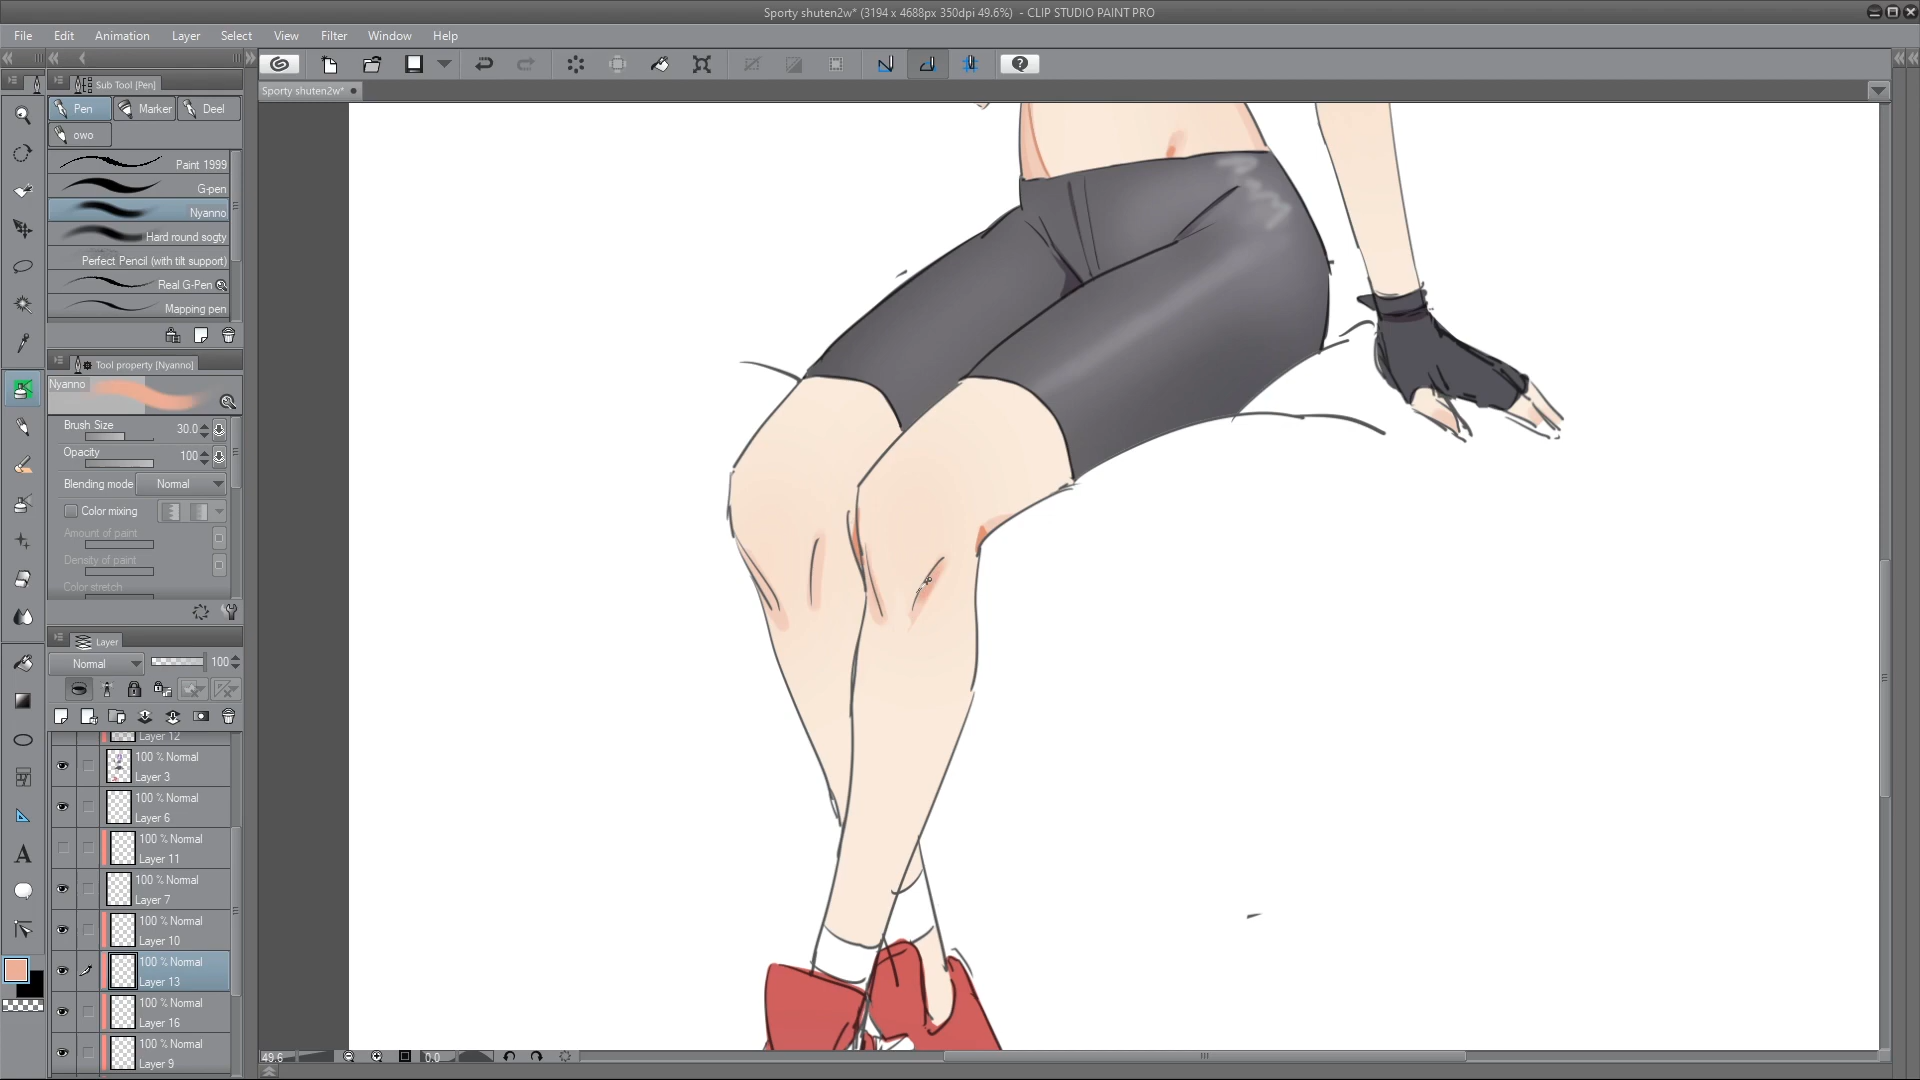 Sporty shuten2w* (3194 x 4688px 350dpi 49.6%) - CLIP STUDIO PAINT PRO
File Edit Animation Layer Select View Filter Window Help
Sub Tool [Pen]
Sporty shuten2w*
Pen Marker Deel
owo
Paint 1999
G-pen
Nyanno
Hard round sogty
Perfect Pencil (with tilt support)
Real G-Pen
Mapping pen
Tool property [Nyanno]
Nyanno
Brush Size 30.0
Opacity 100
Blending mode Normal
Color mixing
Amount of paint
Density of paint
Color stretch
Layer
Normal 100
Layer 12
100 % Normal
Layer 3
100 % Normal
Layer 6
100 % Normal
Layer 11
100 % Normal
Layer 7
100 % Normal
Layer 10
100 % Normal
Layer 13
100 % Normal
Layer 16
100 % Normal
Layer 9
49.6 0.0